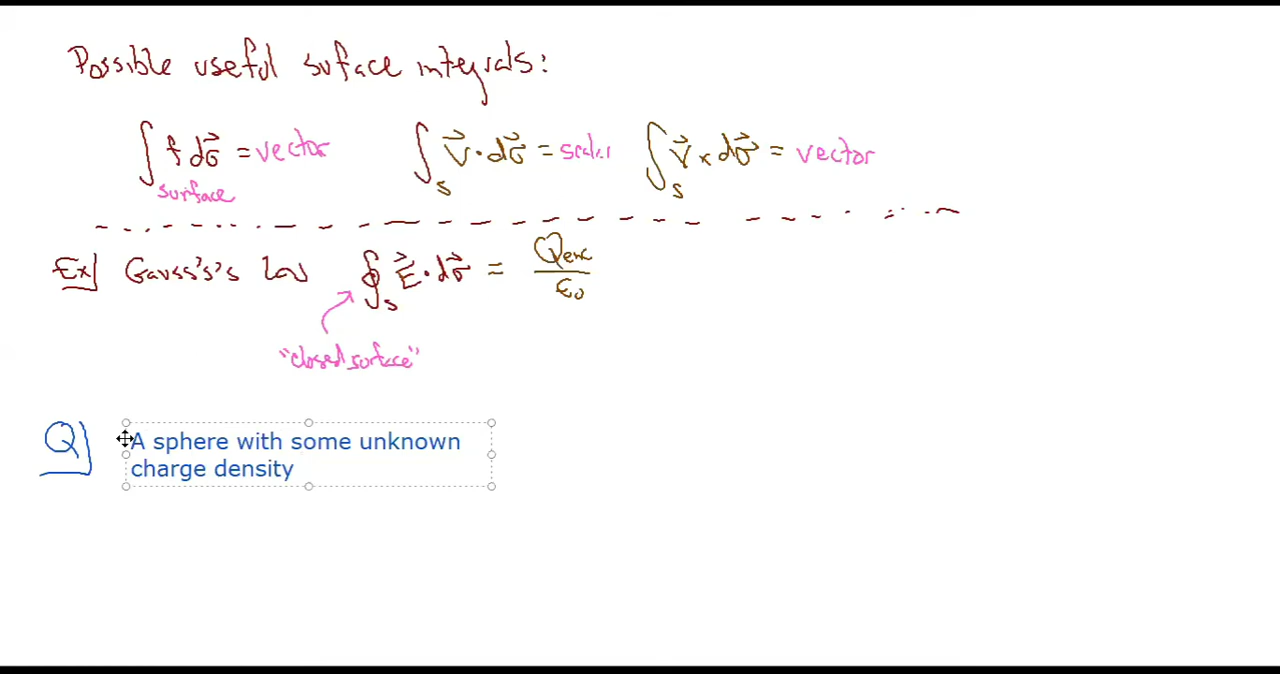 Possible useful suface integrals:
∫ f dσ⃗ = vector ∫ V⃗ · dσ⃗ = scalar ∫ V⃗ × dσ⃗ = vector
surface S S
Ex] Gauss's's Law ∮ E⃗ · dσ⃗ = Qenc / ε₀
S
"closed surface"
Q] A sphere with some unknown
charge density